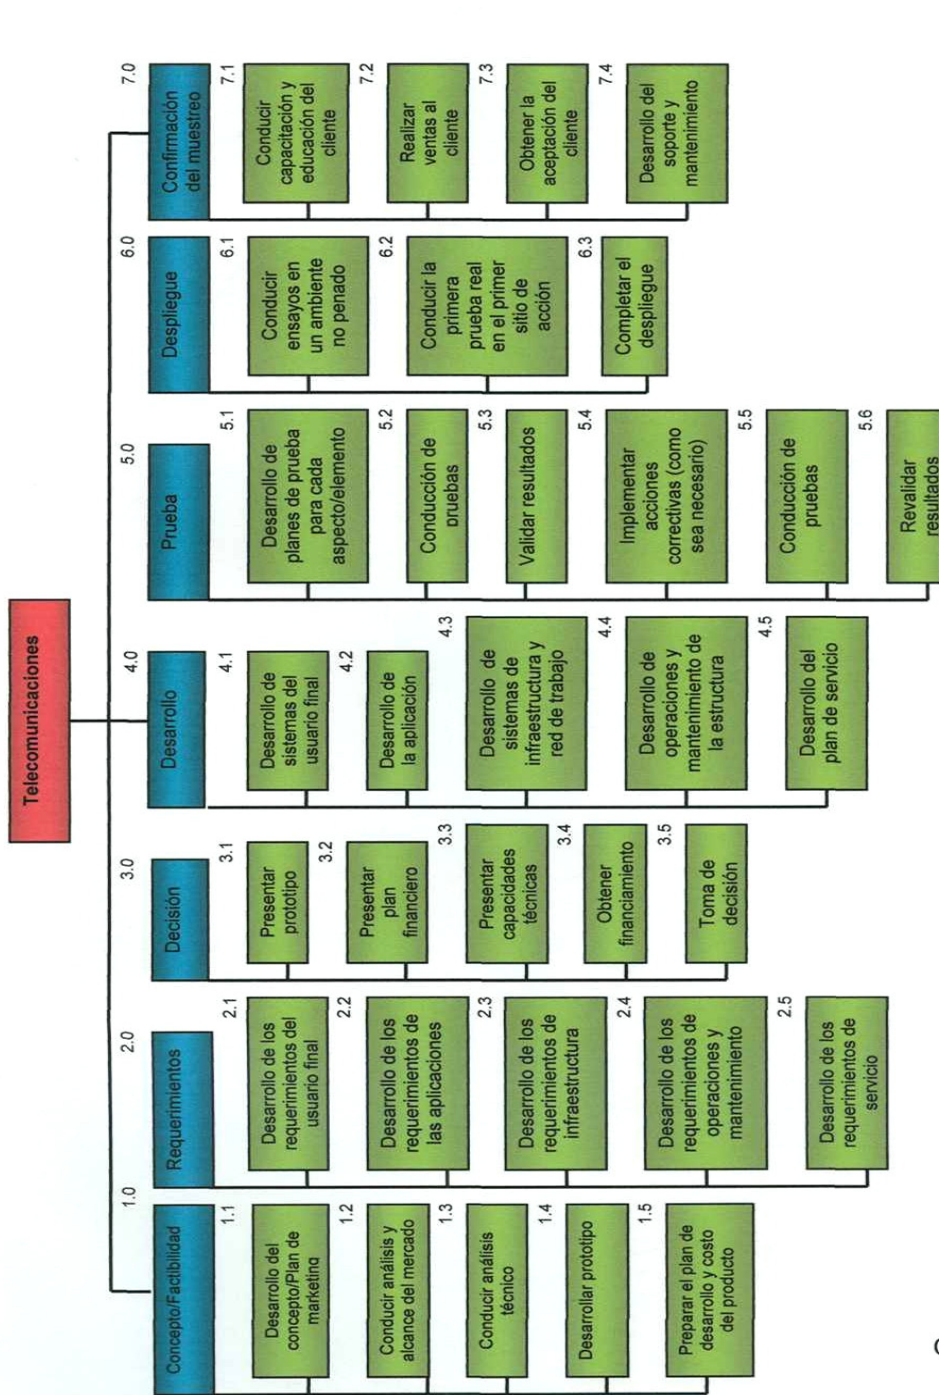 Telecomunicaciones
1.0
Concepto/Factibilidad
1.1
Desarrollo del
concepto/Plan de
marketing
1.2
Conducir análisis y
alcance del mercado
1.3
Conducir análisis
técnico
1.4
Desarrollar prototipo
1.5
Preparar el plan de
desarrollo y costo
del producto
2.0
Requerimientos
2.1
Desarrollo de los
requerimientos del
usuario final
2.2
Desarrollo de los
requerimientos de
las aplicaciones
2.3
Desarrollo de los
requerimientos de
infraestructura
2.4
Desarrollo de los
requerimientos de
operaciones y
mantenimiento
2.5
Desarrollo de los
requerimientos de
servicio
3.0
Decisión
3.1
Presentar
prototipo
3.2
Presentar
plan
financiero
3.3
Presentar
capacidades
técnicas
3.4
Obtener
financiamiento
3.5
Toma de
decisión
4.0
Desarrollo
4.1
Desarrollo de
sistemas del
usuario final
4.2
Desarrollo de
la aplicación
4.3
Desarrollo de
sistemas de
infraestructura y
red de trabajo
4.4
Desarrollo de
operaciones y
mantenimiento de
la estructura
4.5
Desarrollo del
plan de servicio
5.0
Prueba
5.1
Desarrollo de
planes de prueba
para cada
aspecto/elemento
5.2
Conducción de
pruebas
5.3
Validar resultados
5.4
Implementar
acciones
correctivas (como
sea necesario)
5.5
Conducción de
pruebas
5.6
Revalidar
resultados
6.0
Despliegue
6.1
Conducir
ensayos en
un ambiente
no penado
6.2
Conducir la
primera
prueba real
en el primer
sitio de
acción
6.3
Completar el
despliegue
7.0
Confirmación
del muestreo
7.1
Conducir
capacitación y
educación del
cliente
7.2
Realizar
ventas al
cliente
7.3
Obtener la
aceptación del
cliente
7.4
Desarrollo del
soporte y
mantenimiento